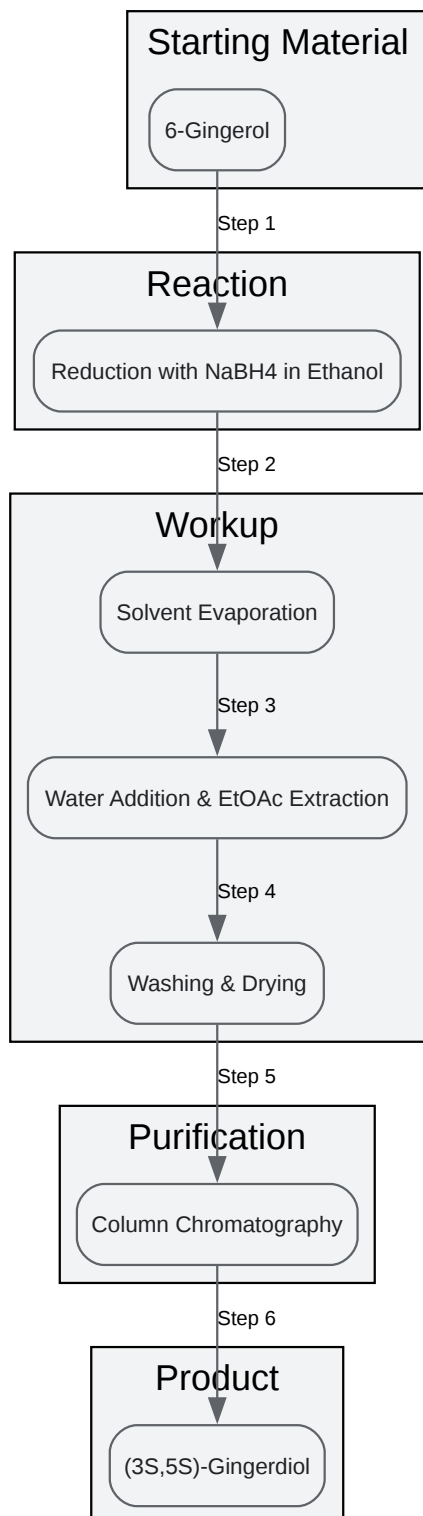 Starting Material
6-Gingerol
Step 1
Reaction
Reduction with NaBH4 in Ethanol
Step 2
Workup
Solvent Evaporation
Step 3
Water Addition & EtOAc Extraction
Step 4
Washing & Drying
Step 5
Purification
Column Chromatography
Step 6
Product
(3S,5S)-Gingerdiol